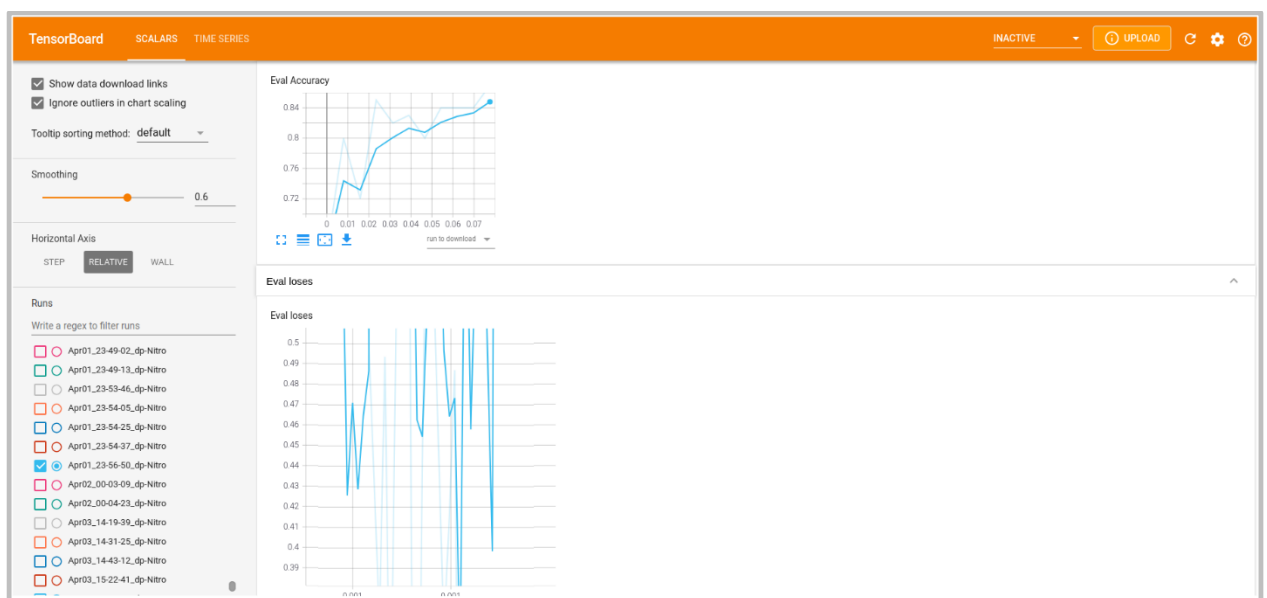 TensorBoard SCALARS TIME SERIES INACTIVE UPLOAD
Show data download links
Ignore outliers in chart scaling
Tooltip sorting method: default
Smoothing
0.6
Horizontal Axis
STEP RELATIVE WALL
Runs
Write a regex to filter runs
Apr01_23-49-02_dp-Nitro
Apr01_23-49-13_dp-Nitro
Apr01_23-53-46_dp-Nitro
Apr01_23-54-05_dp-Nitro
Apr01_23-54-25_dp-Nitro
Apr01_23-54-37_dp-Nitro
Apr01_23-56-50_dp-Nitro
Apr02_00-03-09_dp-Nitro
Apr02_00-04-23_dp-Nitro
Apr03_14-19-39_dp-Nitro
Apr03_14-31-25_dp-Nitro
Apr03_14-43-12_dp-Nitro
Apr03_15-22-41_dp-Nitro
Eval Accuracy
0.84
0.8
0.76
0.72
0 0.01 0.02 0.03 0.04 0.05 0.06 0.07
run to download
Eval loses
Eval loses
0.5
0.49
0.48
0.47
0.46
0.45
0.44
0.43
0.42
0.41
0.4
0.39
0.001 0.001